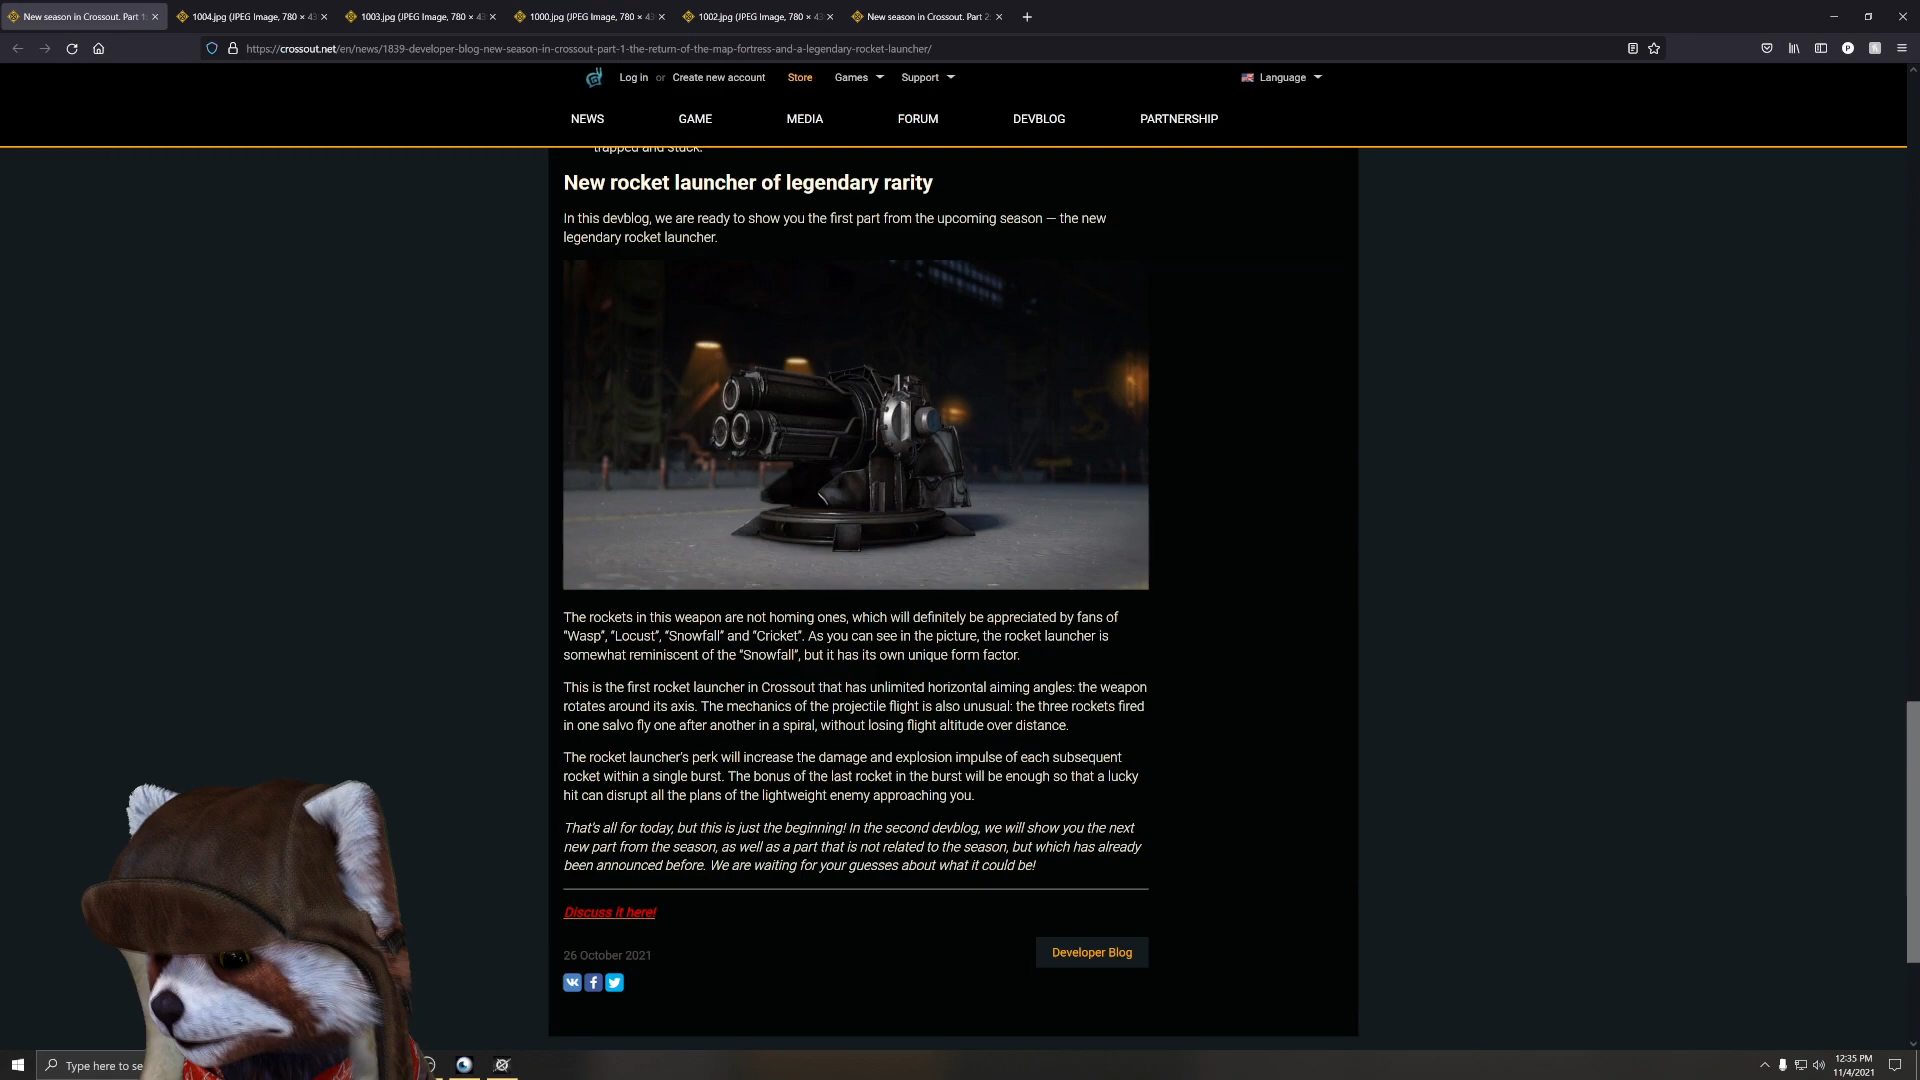 New season in Crossout. Part 1
1004.jpg (JPEG Image, 780 × 43
1003.jpg (JPEG Image, 780 × 43
1000.jpg (JPEG Image, 780 × 43
1002.jpg (JPEG Image, 780 × 43
New season in Crossout. Part 2
https://crossout.net/en/news/1839-developer-blog-new-season-in-crossout-part-1-the-return-of-the-map-fortress-and-a-legendary-rocket-launcher/
Log in or Create new account Store Games Support Language
NEWS GAME MEDIA FORUM DEVBLOG PARTNERSHIP
trapped and stuck.
New rocket launcher of legendary rarity
In this devblog, we are ready to show you the first part from the upcoming season — the new
legendary rocket launcher.
The rockets in this weapon are not homing ones, which will definitely be appreciated by fans of
“Wasp”, “Locust”, “Snowfall” and “Cricket”. As you can see in the picture, the rocket launcher is
somewhat reminiscent of the “Snowfall”, but it has its own unique form factor.
This is the first rocket launcher in Crossout that has unlimited horizontal aiming angles: the weapon
rotates around its axis. The mechanics of the projectile flight is also unusual: the three rockets fired
in one salvo fly one after another in a spiral, without losing flight altitude over distance.
The rocket launcher’s perk will increase the damage and explosion impulse of each subsequent
rocket within a single burst. The bonus of the last rocket in the burst will be enough so that a lucky
hit can disrupt all the plans of the lightweight enemy approaching you.
That’s all for today, but this is just the beginning! In the second devblog, we will show you the next
new part from the season, as well as a part that is not related to the season, but which has already
been announced before. We are waiting for your guesses about what it could be!
Discuss it here!
26 October 2021
Developer Blog
Type here to se
12:35 PM
11/4/2021